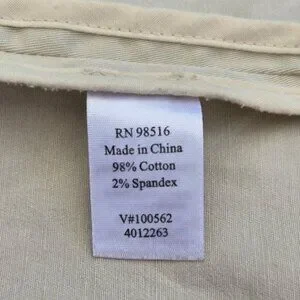 RN 98516
Made in China
98% Cotton
2% Spandex
V#100562
4012263